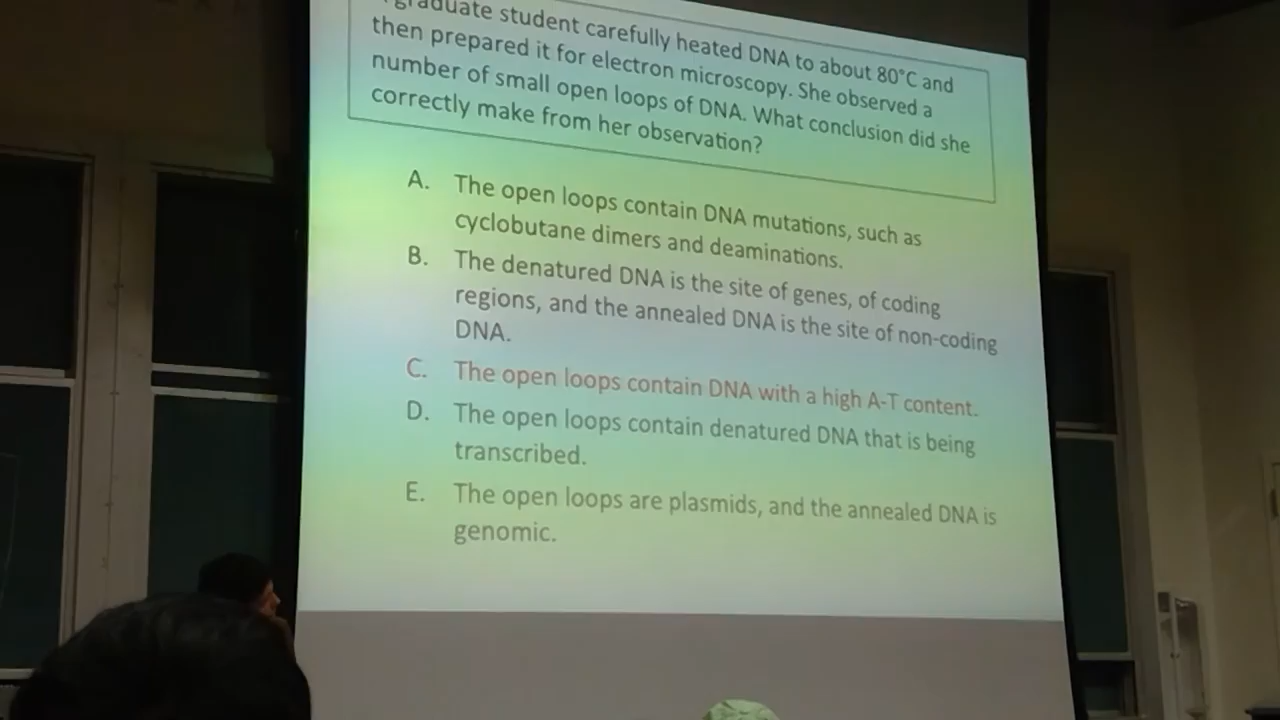 graduate student carefully heated DNA to about 80°C and
then prepared it for electron microscopy. She observed a
number of small open loops of DNA. What conclusion did she
correctly make from her observation?
A. The open loops contain DNA mutations, such as
cyclobutane dimers and deaminations.
B. The denatured DNA is the site of genes, of coding
regions, and the annealed DNA is the site of non-coding
DNA.
C. The open loops contain DNA with a high A-T content.
D. The open loops contain denatured DNA that is being
transcribed.
E. The open loops are plasmids, and the annealed DNA is
genomic.